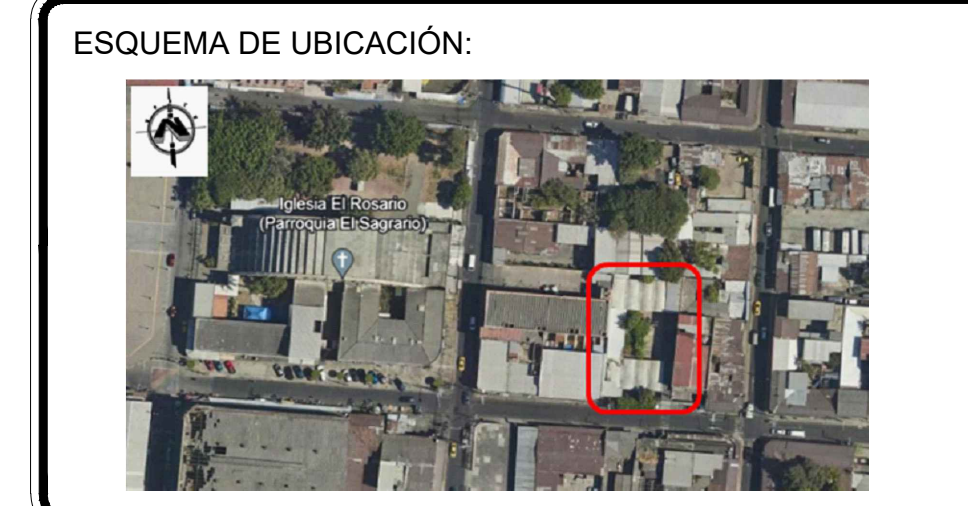 ESQUEMA DE UBICACIÓN:
N
Iglesia El Rosario
(Parroquia El Sagrario)